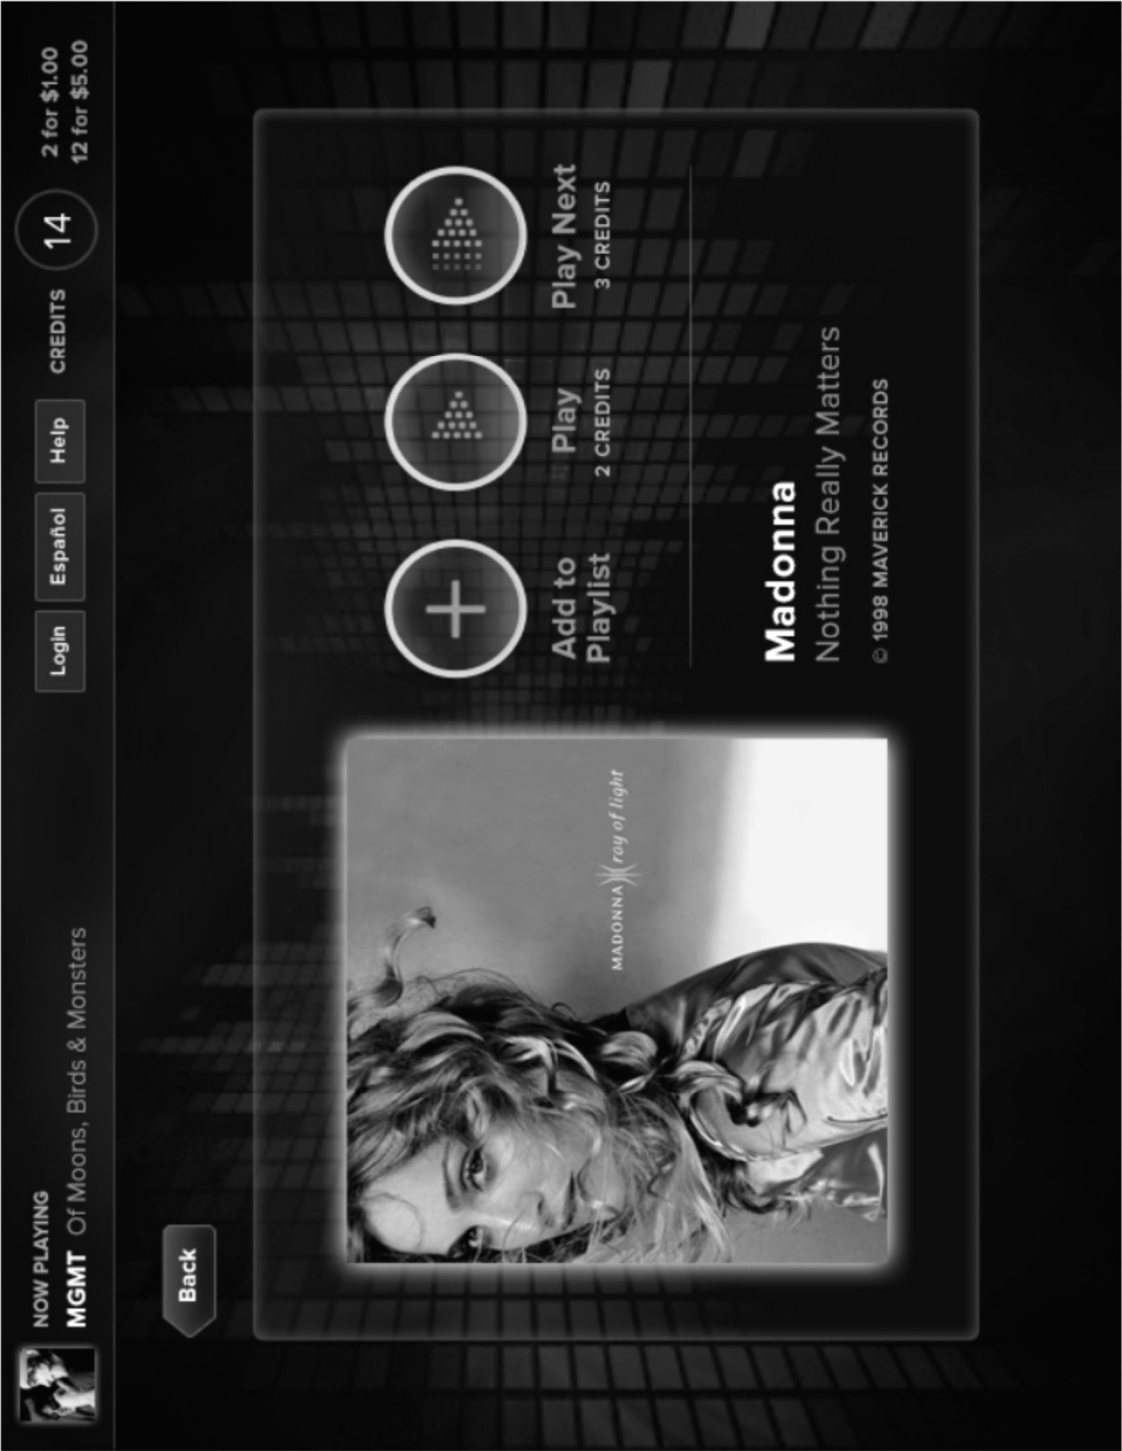 NOW PLAYING
MGMT Of Moons, Birds & Monsters
Login
Español
Help
CREDITS
14
2 for $1.00
12 for $5.00
Back
MADONNA ray of light
Add to
Playlist
Play
2 CREDITS
Play Next
3 CREDITS
Madonna
Nothing Really Matters
© 1998 MAVERICK RECORDS